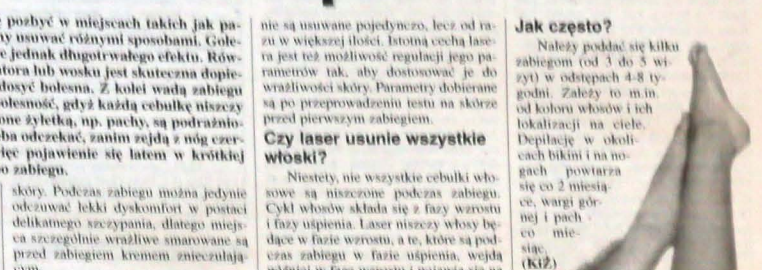 pozbyć w miejscach takich jak pa-
usuwać różnymi sposobami. Gole-
jednak długotrwałego efektu. Rów-
lub wosku jest skuteczna dopie-
dosyć bolesna. Z kolei wadą zabiegu
gdyż każdą cebulkę niszczy
żyletką, np. pachy, są podrażnio-
odczekać, zanim zejdą z nóg czer-
pojawienie się latem w krótkiej
zabiegu.
skóry. Podczas zabiegu można jedynie
odczuwać lekki dyskomfort w postaci
delikatnego szczypania, dlatego miejs-
ca szczególnie wrażliwe smarowane są
przed zabiegiem kremem znieczulają-
nie są usuwane pojedynczo, lecz od ra-
zu w większej ilości. Istotną cechą lase-
ra jest też możliwość regulacji jego pa-
rametrów tak, aby dostosować je do
wrażliwości skóry. Parametry dobierane
są po przeprowadzeniu testu na skórze
przed pierwszym zabiegiem.
Czy laser usunie wszystkie
włoski?
Niestety, nie wszystkie cebulki wło-
sowe są niszczone podczas zabiegu.
Cykl włosów składa się z fazy wzrostu
i fazy uśpienia. Laser niszczy włosy bę-
dące w fazie wzrostu, a te, które są pod-
czas zabiegu w fazie uśpienia, wejdą
Jak często?
Należy poddać się kilku
zabiegom (od 3 do 5 wi-
zyt) w odstępach 4-8 ty-
godni. Zależy to m.in.
od koloru włosów i ich
lokalizacji na ciele.
Depilację w okoli-
cach bikini i na no-
gach powtarza
się co 2 miesią-
ce, wargi gór-
nej i pach -
co mie-
siąc.
(KiŻ)